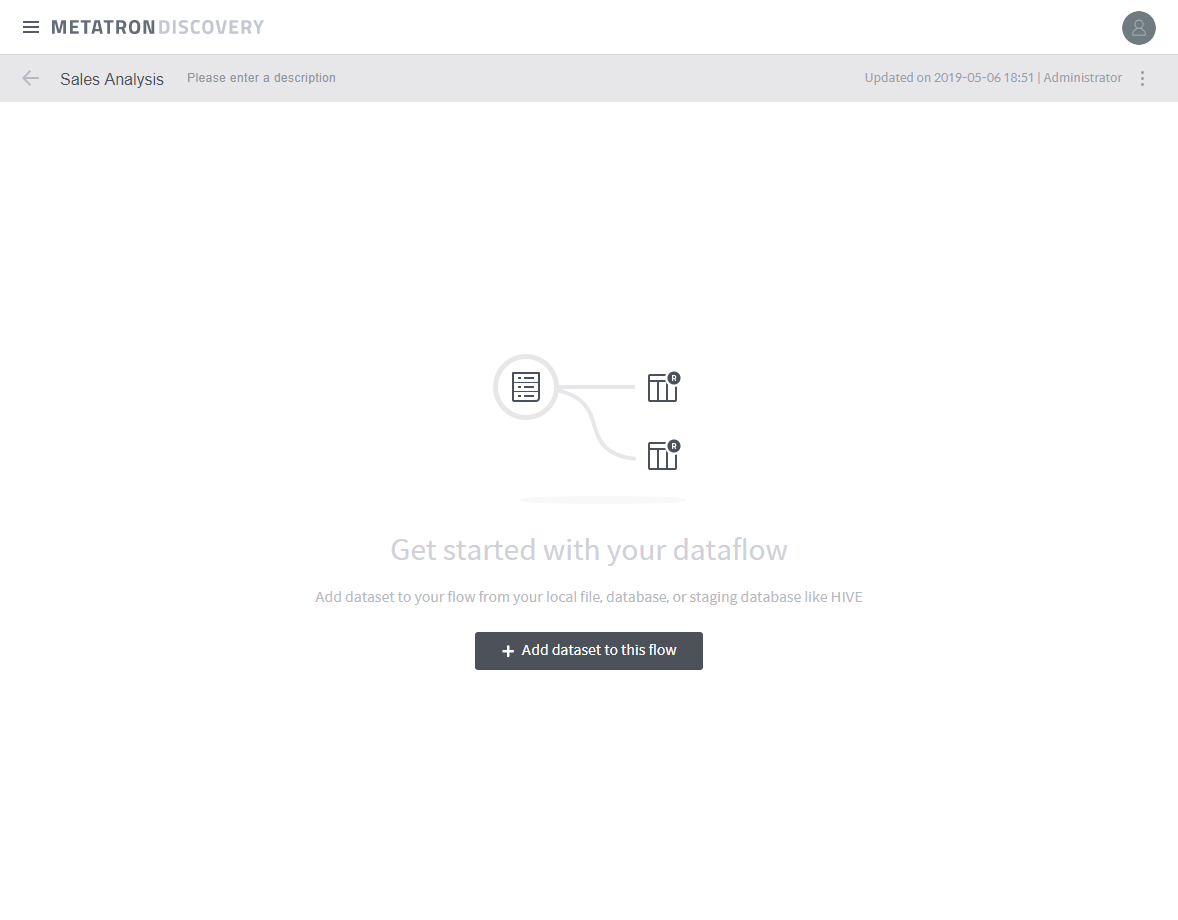 METATRONDISCOVERY
Sales Analysis Please enter a description Updated on 2019-05-06 18:51 | Administrator
R
R
Get started with your dataflow
Add dataset to your flow from your local file, database, or staging database like HIVE
+ Add dataset to this flow